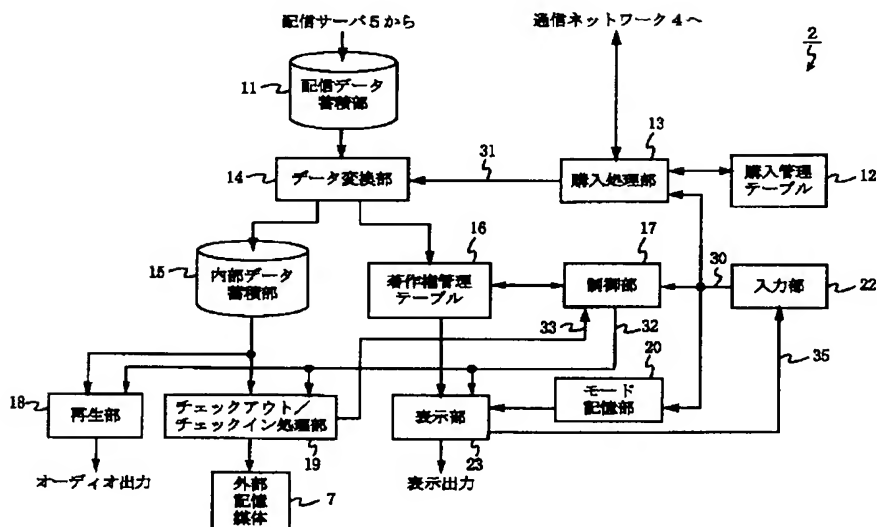 配信サーバ5から
通信ネットワーク4へ
2
11
配信データ
蓄積部
13
31
14
データ変換部
購入処理部
購入管理
テーブル
12
16
17
30
15
内部データ
蓄積部
著作権管理
テーブル
制御部
入力部
22
33
32
20
35
18
再生部
チェックアウト/
チェックイン処理部
表示部
モード
記憶部
19
23
オーディオ出力
外部
記憶
媒体
7
表示出力